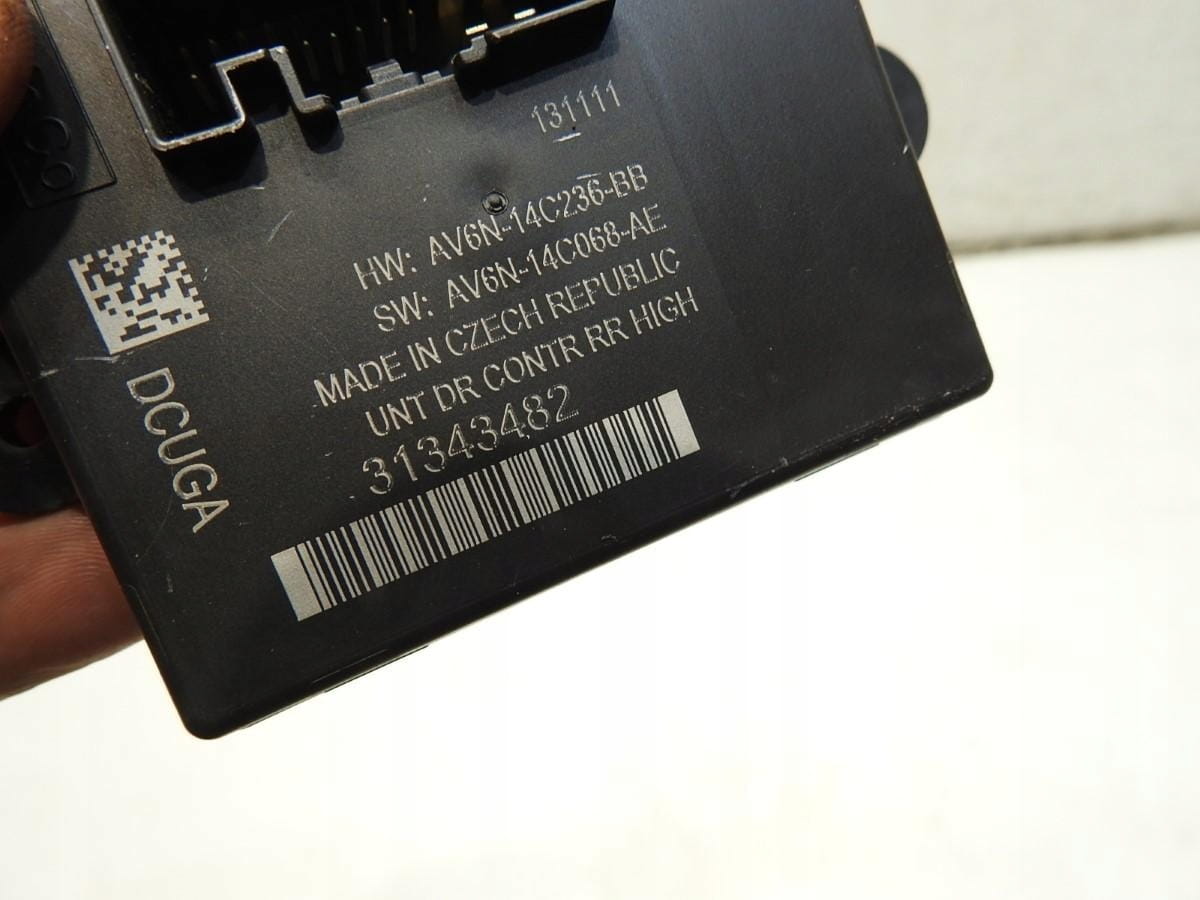 131111
HW: AV6N-14C236-BB
SW: AV6N-14C068-AE
MADE IN CZECH REPUBLIC
UNT DR CONTR RR HIGH
31343482
DCUGA